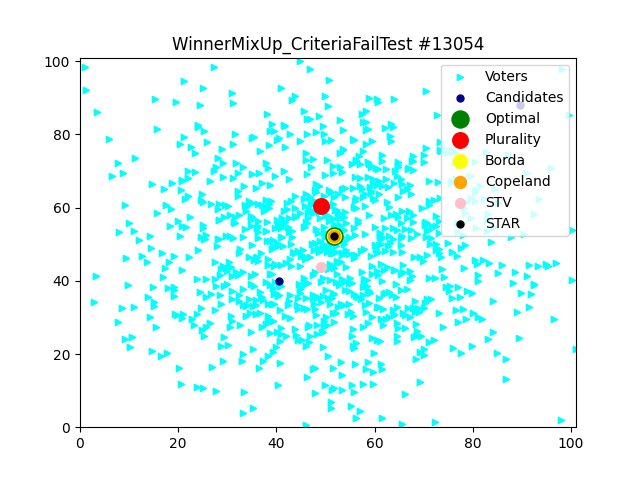 WinnerMixUp_CriteriaFailTest #13054
100
80
60
40
20
0
0
20
40
60
80
100
Voters
Candidates
Optimal
Plurality
Borda
Copeland
STV
STAR